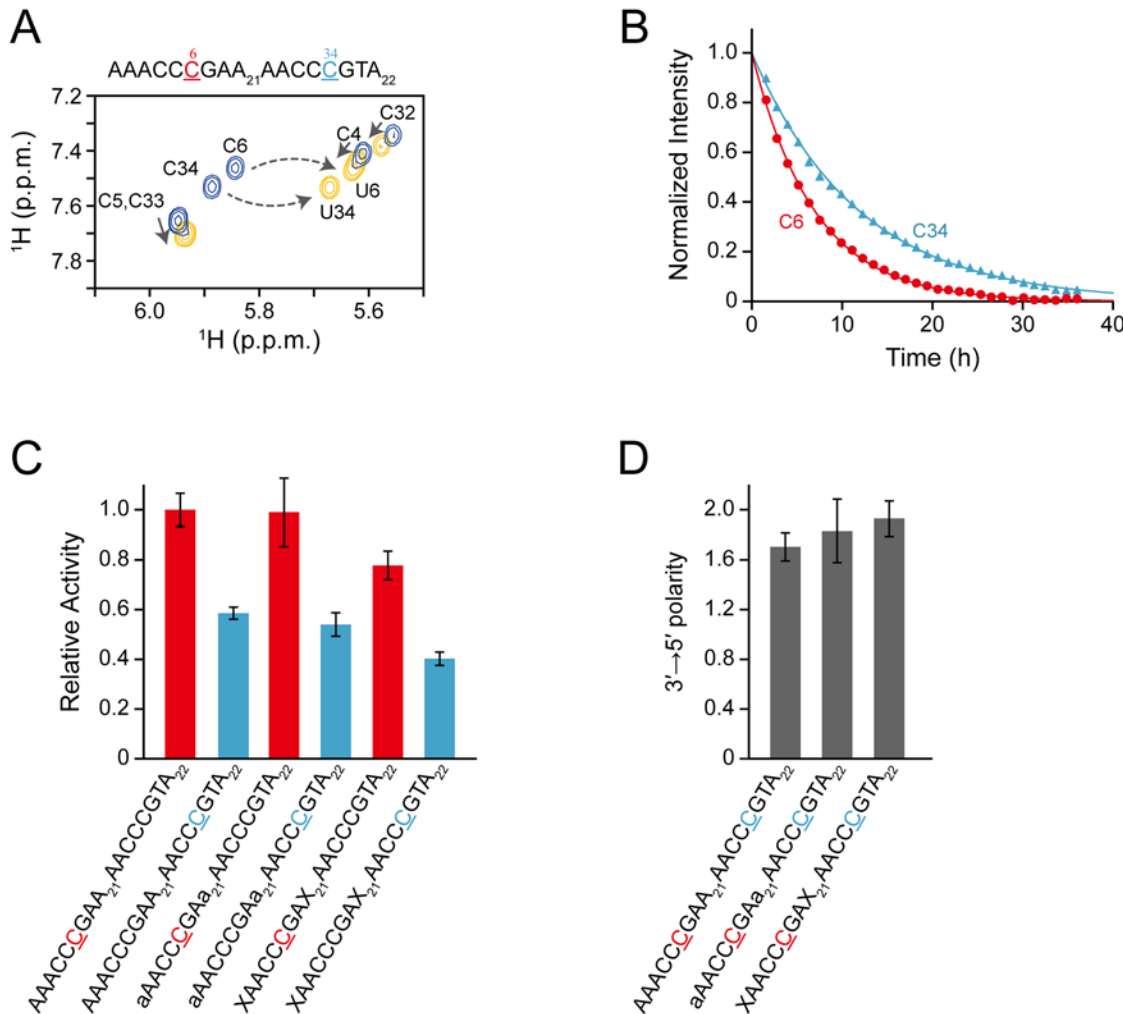 A
6 34
AAACCCGAA₂₁AACCCGTA₂₂
7.2
7.4
7.6
7.8
¹H (p.p.m.)
C32
C4
C6
C34
U6
U34
C5,C33
6.0 5.8 5.6
¹H (p.p.m.)
B
1.0
0.8
0.6
0.4
0.2
0
Normalized Intensity
C34
C6
0 10 20 30 40
Time (h)
C
1.0
0.8
0.6
0.4
0.2
0
Relative Activity
AAACCCGAA₂₁AACCCGTA₂₂
AAACCCGAA₂₁AACCCGTA₂₂
aAACCCGAa₂₁AACCCGTA₂₂
aAACCCGAa₂₁AACCCGTA₂₂
XAACCCGAX₂₁AACCCGTA₂₂
XAACCCGAX₂₁AACCCGTA₂₂
D
2.0
1.6
1.2
0.8
0.4
0
3′→5′ polarity
AAACCCGAA₂₁AACCCGTA₂₂
aAACCCGAa₂₁AACCCGTA₂₂
XAACCCGAX₂₁AACCCGTA₂₂